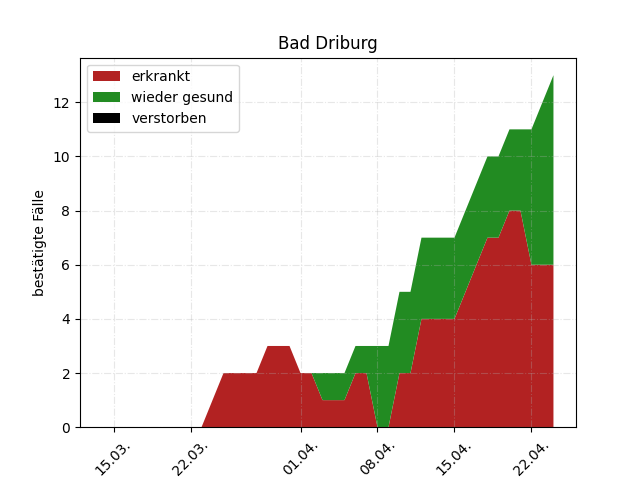 Bad Driburg
erkrankt
wieder gesund
verstorben
bestätigte Fälle
12
10
8
6
4
2
0
15.03.
22.03.
01.04.
08.04.
15.04.
22.04.